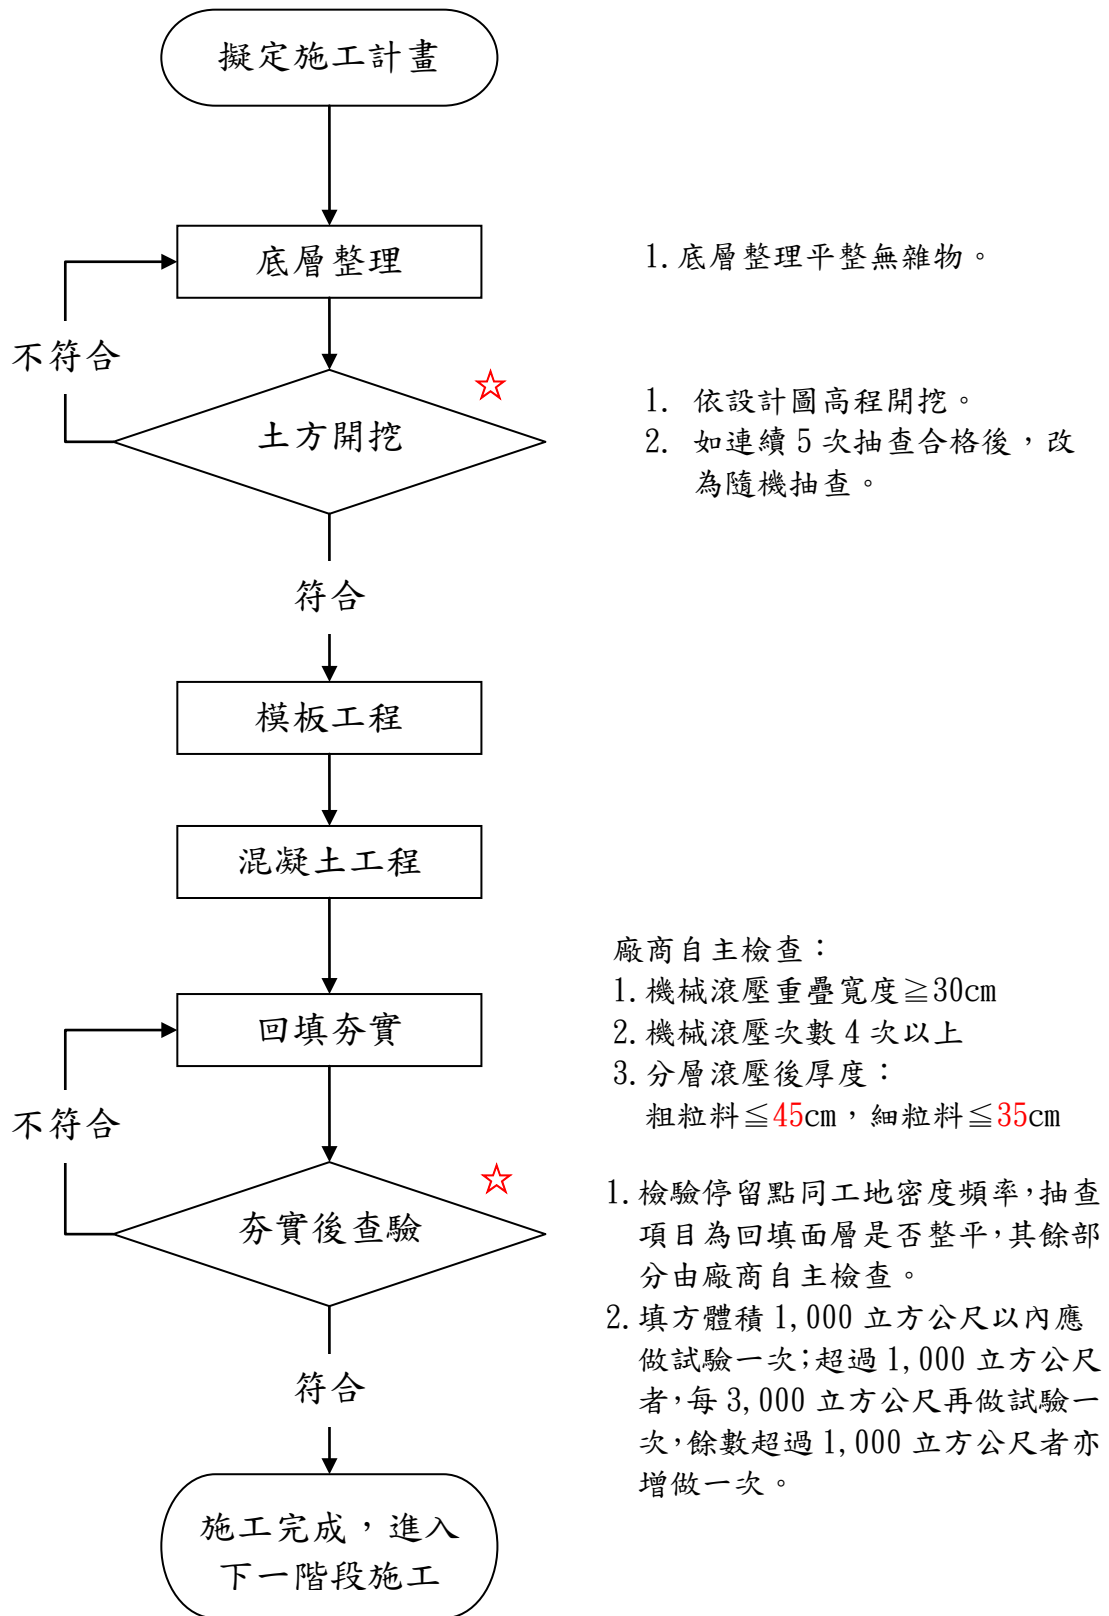 擬定施工計畫
底層整理
1.底層整理平整無雜物。
不符合
☆
土方開挖
1. 依設計圖高程開挖。
2. 如連續5次抽查合格後，改
為隨機抽查。
符合
模板工程
混凝土工程
廠商自主檢查：
1.機械滾壓重疊寬度≧30cm
2.機械滾壓次數4次以上
3.分層滾壓後厚度：
粗粒料≦45cm，細粒料≦35cm
回填夯實
不符合
☆
夯實後查驗
1.檢驗停留點同工地密度頻率，抽查
項目為回填面層是否整平，其餘部
分由廠商自主檢查。
2.填方體積1,000立方公尺以內應
做試驗一次；超過1,000立方公尺
者，每3,000立方公尺再做試驗一
次，餘數超過1,000立方公尺者亦
增做一次。
符合
施工完成，進入
下一階段施工